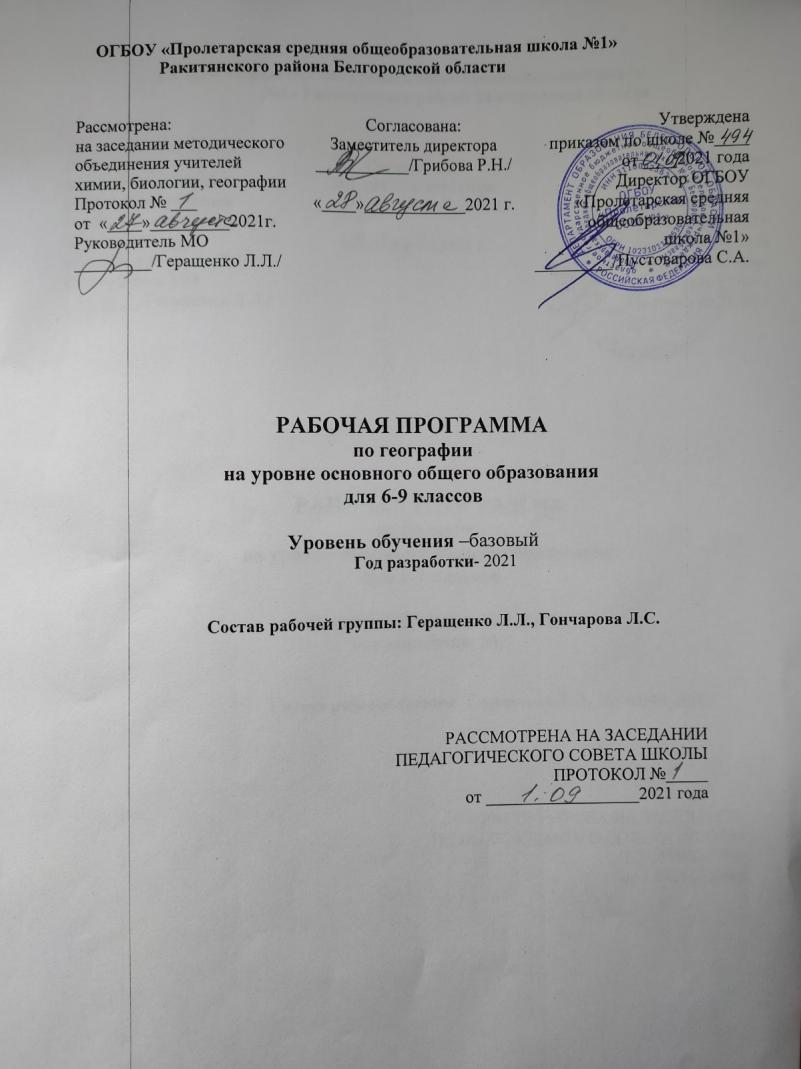 ОГБОУ «Пролетарская средняя общеобразовательная школа №1»
Ракитянского района Белгородской области
Рассмотрена:
на заседании методического
объединения учителей
химии, биологии, географии
Протокол № 1
от «27» августа 2021г.
Руководитель МО
/Геращенко Л.Л./
Согласована:
Заместитель директора
/Грибова Р.Н./
«28» августа 2021 г.
Утверждена
приказом по школе № 494
от 2021 года
Директор ОГБОУ
«Пролетарская средняя
общеобразовательная
школа №1»
/Пустоварова С.А.
РОССИЙСКАЯ ФЕДЕРАЦИЯ
РАБОЧАЯ ПРОГРАММА
по географии
на уровне основного общего образования
для 6-9 классов
Уровень обучения –базовый
Год разработки- 2021
Состав рабочей группы: Геращенко Л.Л., Гончарова Л.С.
РАССМОТРЕНА НА ЗАСЕДАНИИ
ПЕДАГОГИЧЕСКОГО СОВЕТА ШКОЛЫ
ПРОТОКОЛ № 1
от 1.09 2021 года